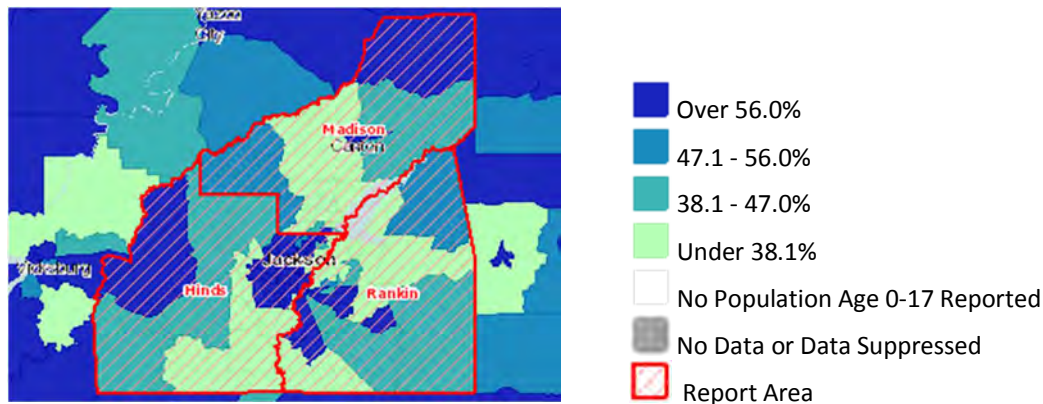 Yazoo
City
Madison
Canton
Vicksburg
Jackson
Hinds
Rankin
Over 56.0%
47.1 - 56.0%
38.1 - 47.0%
Under 38.1%
No Population Age 0-17 Reported
No Data or Data Suppressed
Report Area